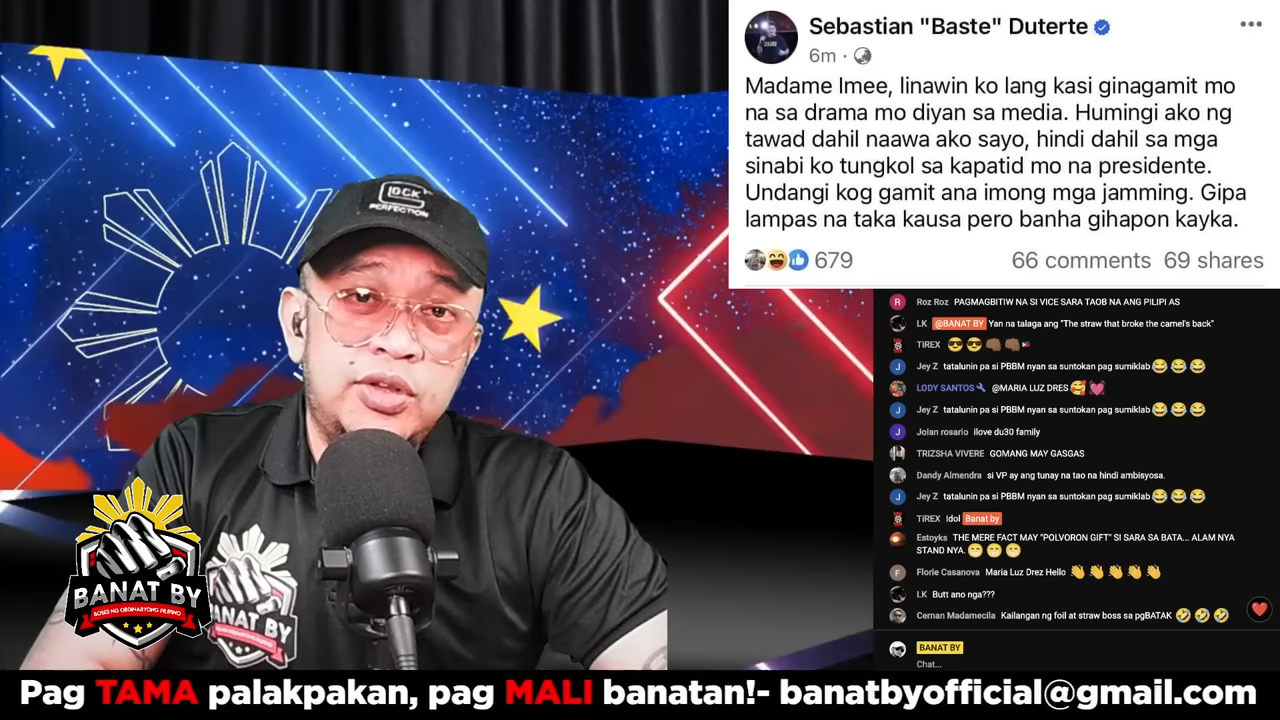 Sebastian "Baste" Duterte
6m ·
Madame Imee, linawin ko lang kasi ginagamit mo
na sa drama mo diyan sa media. Humingi ako ng
tawad dahil naawa ako sayo, hindi dahil sa mga
sinabi ko tungkol sa kapatid mo na presidente.
Undangi kog gamit ana imong mga jamming. Gipa
lampas na taka kausa pero banha gihapon kayka.
679
66 comments 69 shares
GLOCK
PERFECTION
R Roz Roz PAGMAGBITIW NA SI VICE SARA TAOB NA ANG PILIPI AS
LK @BANAT BY Yan na talaga ang "The straw that broke the camel's back"
TiREX 😎😎👊🏾👊🏾🇵🇭
J Jey Z tatalunin pa si PBBM nyan sa suntokan pag sumiklab😂😂😂
LODY SANTOS @MARIA LUZ DRES🥰💓
J Jey Z tatalunin pa si PBBM nyan sa suntokan pag sumiklab😂😂😂
J Jolan rosario ilove du30 family
TRIZSHA VIVERE GOMANG MAY GASGAS
Dandy Almendra si VP ay ang tunay na tao na hindi ambisyosa.
J Jey Z tatalunin pa si PBBM nyan sa suntokan pag sumiklab😂😂😂
TiREX Idol Banat by
Estoyks THE MERE FACT MAY "POLVORON GIFT" SI SARA SA BATA... ALAM NYA
STAND NYA. 😁😁😁
F Florie Casanova Maria Luz Drez Hello 👏👏👏👏👏
LK Butt ano nga???
Cernan Madamecila Kailangan ng foil at straw boss sa pgBATAK 🤣🤣🤣
BANAT BY
Chat...
BANAT BY
BOSES NG ORDINARYONG PILIPINO
BANAT BY
Pag TAMA palakpakan, pag MALI banatan!- banatbyofficial@gmail.com